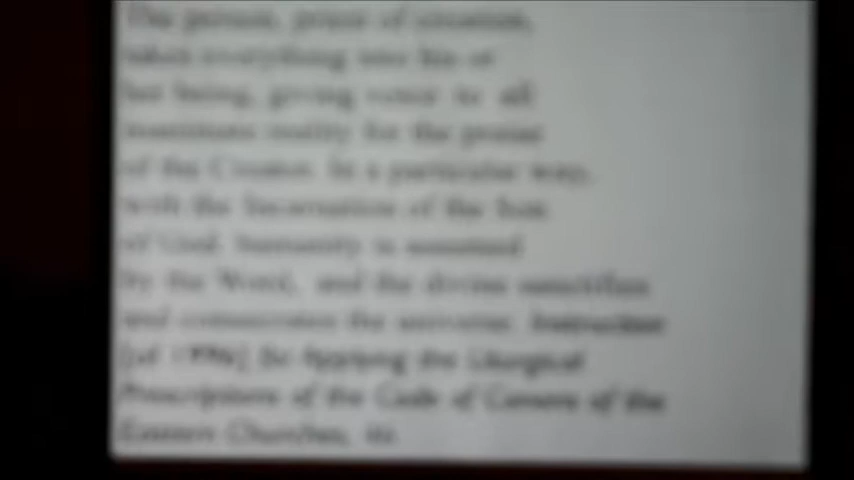 The person, priest of creation,
takes everything into his or
her being, giving voice to all
inanimate reality for the praise
of the Creator. In a particular way,
with the Incarnation of the Son
of God, humanity is assumed
by the Word, and the divine sanctifies
and consecrates the universe. Instruction
[of 1996] for Applying the Liturgical
Prescriptions of the Code of Canons of the
Eastern Churches,